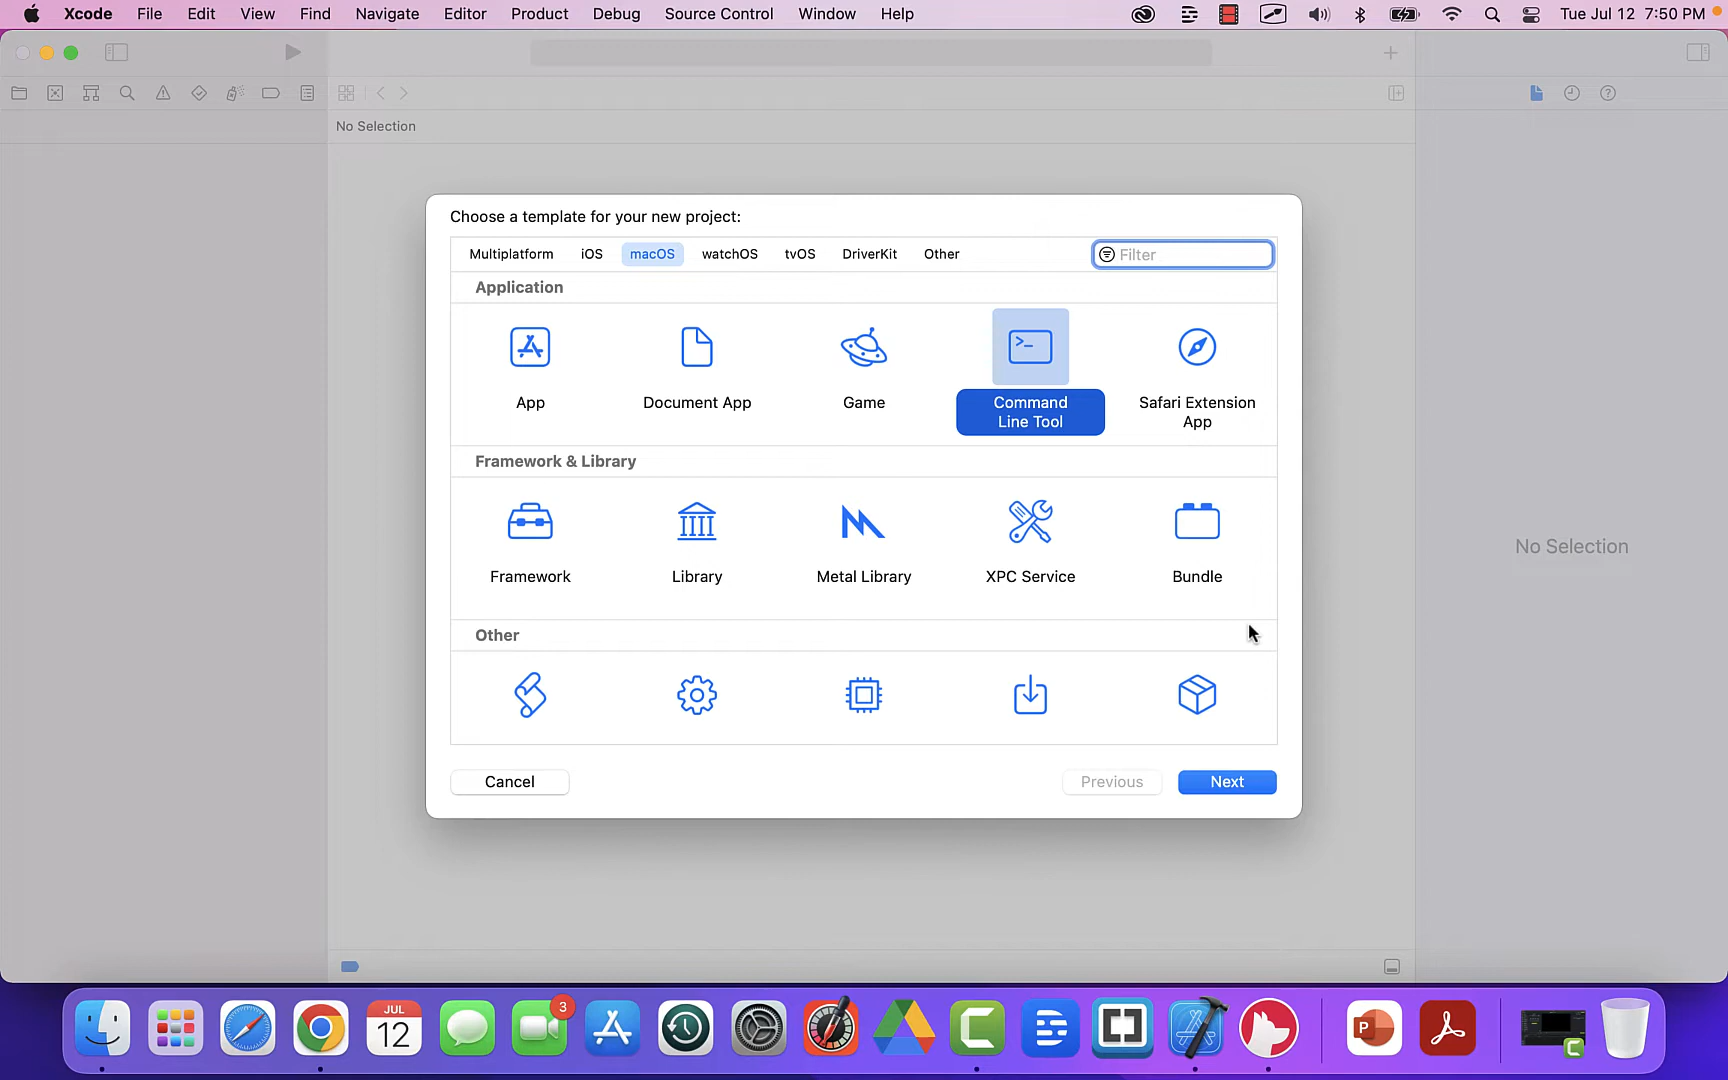 Xcode File Edit View Find Navigate Editor Product Debug Source Control Window Help Tue Jul 12 7:50 PM
No Selection
Choose a template for your new project:
Multiplatform iOS macOS watchOS tvOS DriverKit Other Filter
Application
App Document App Game Command Line Tool Safari Extension App
Framework & Library
No Selection
Framework Library Metal Library XPC Service Bundle
Other
Cancel Previous Next
JUL
12
3
P